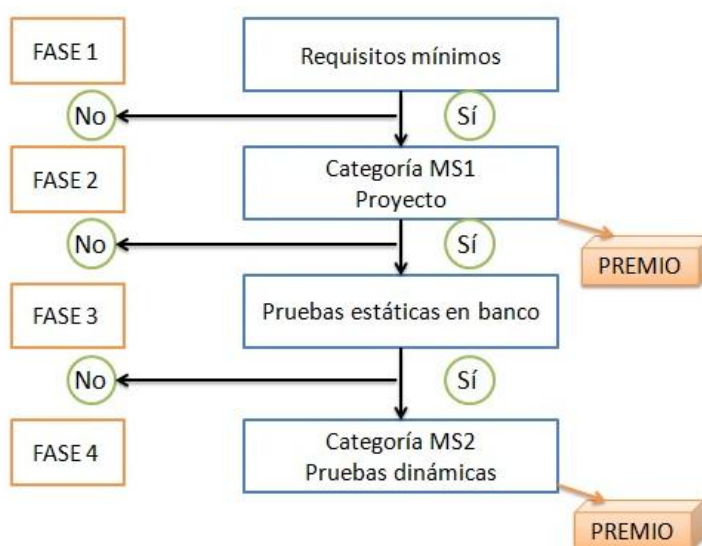 FASE 1
Requisitos mínimos
No
Sí
FASE 2
Categoría MS1
Proyecto
No
Sí
PREMIO
FASE 3
Pruebas estáticas en banco
No
Sí
FASE 4
Categoría MS2
Pruebas dinámicas
PREMIO